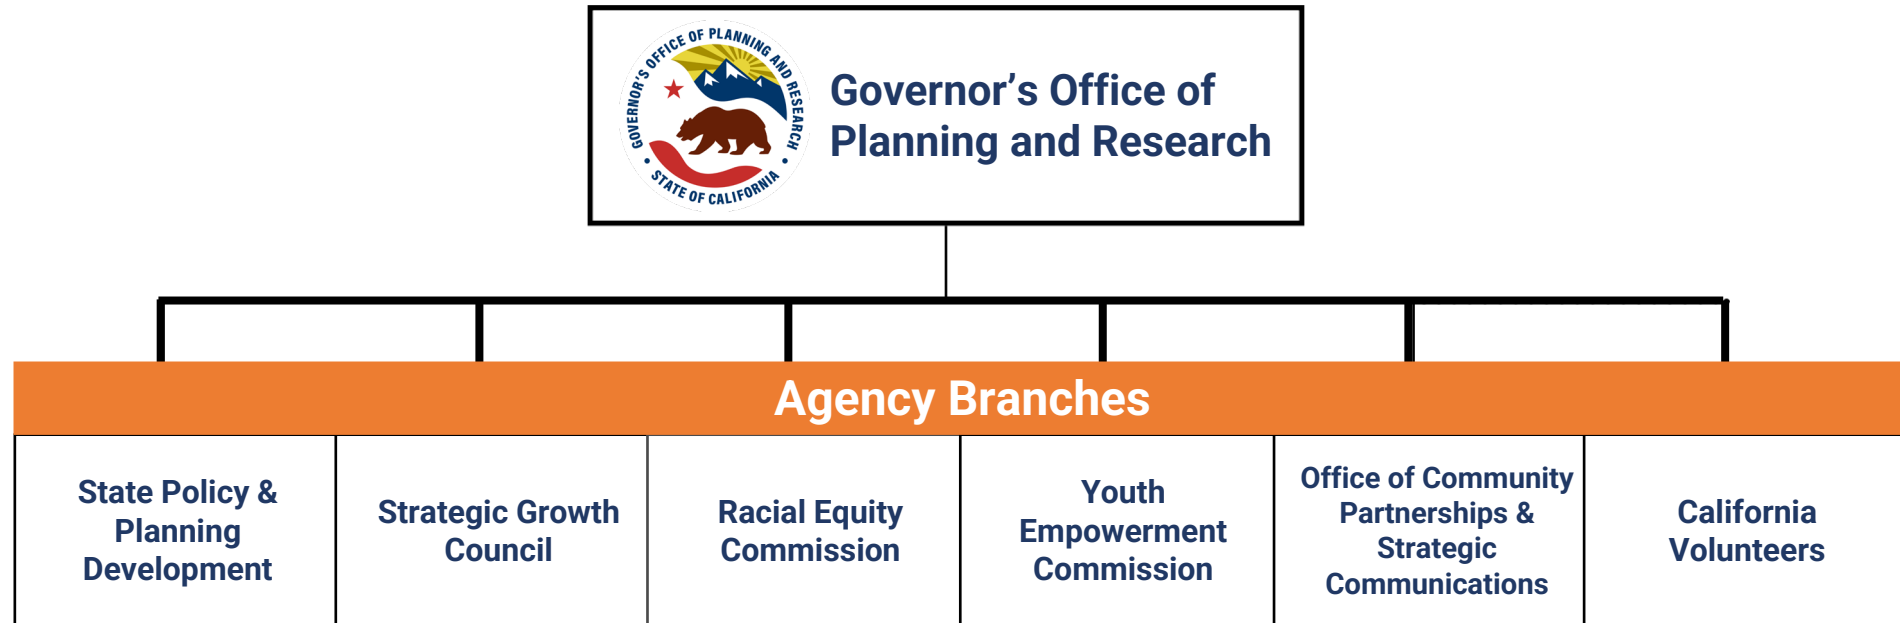 GOVERNOR'S OFFICE OF PLANNING AND RESEARCH
• STATE OF CALIFORNIA •
Governor’s Office of
Planning and Research
Agency Branches
State Policy &
Planning
Development
Strategic Growth
Council
Racial Equity
Commission
Youth
Empowerment
Commission
Office of Community
Partnerships &
Strategic
Communications
California
Volunteers